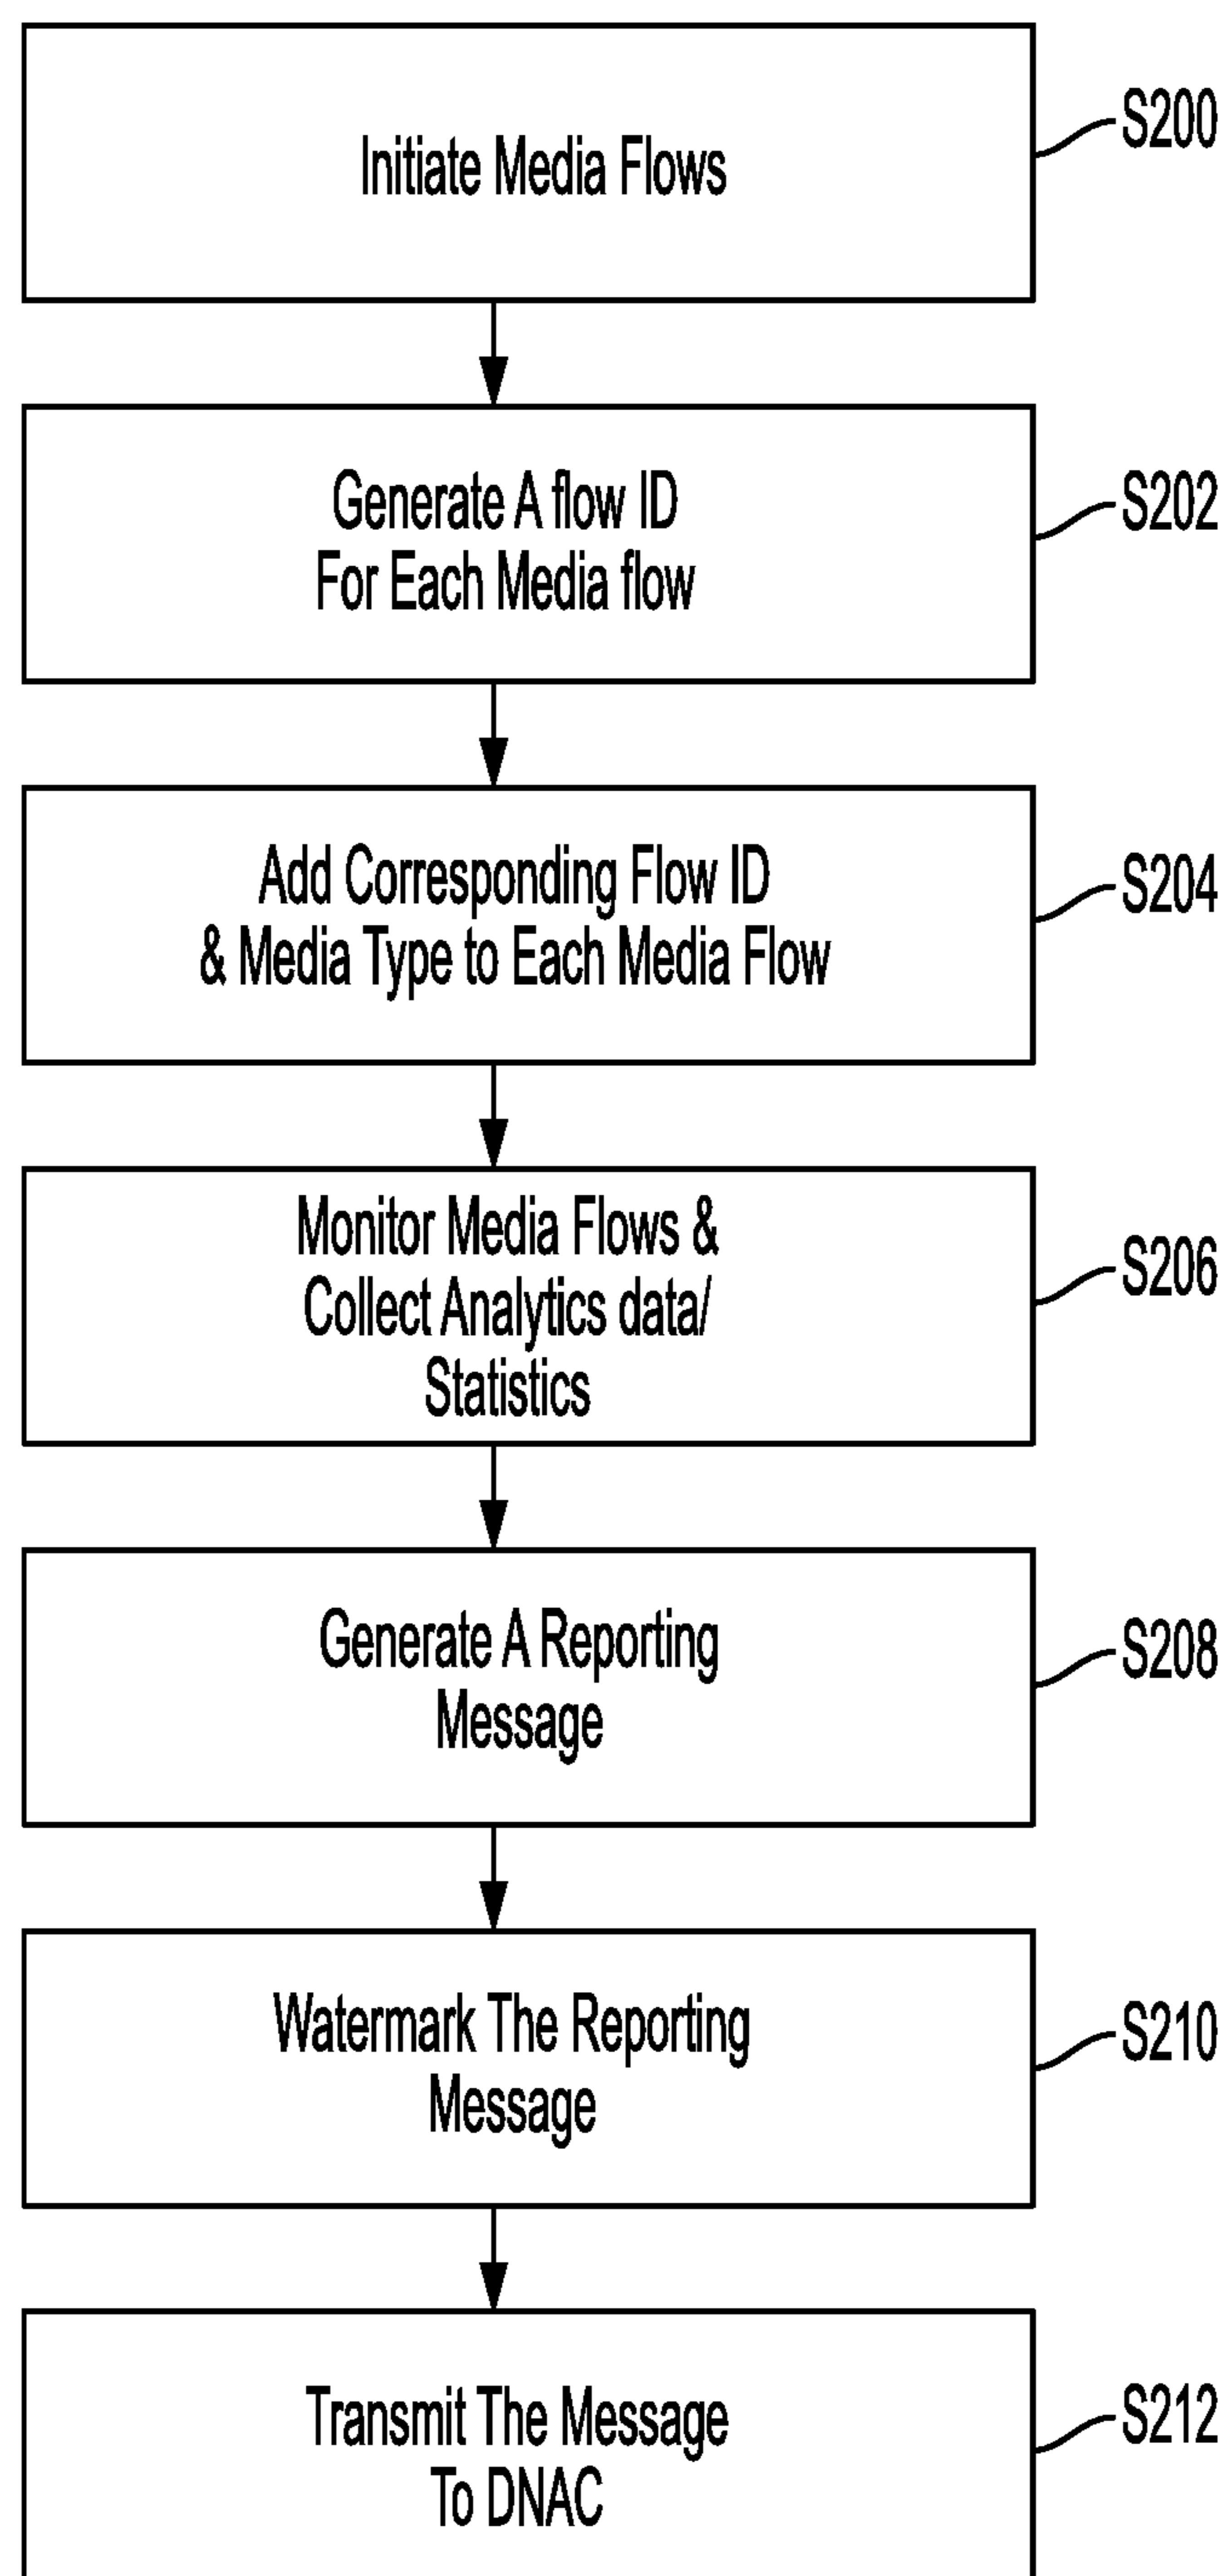 Initiate Media Flows
S200
Generate A flow ID
For Each Media flow
S202
Add Corresponding Flow ID
& Media Type to Each Media Flow
S204
Monitor Media Flows &
Collect Analytics data/
Statistics
S206
Generate A Reporting
Message
S208
Watermark The Reporting
Message
S210
Transmit The Message
To DNAC
S212